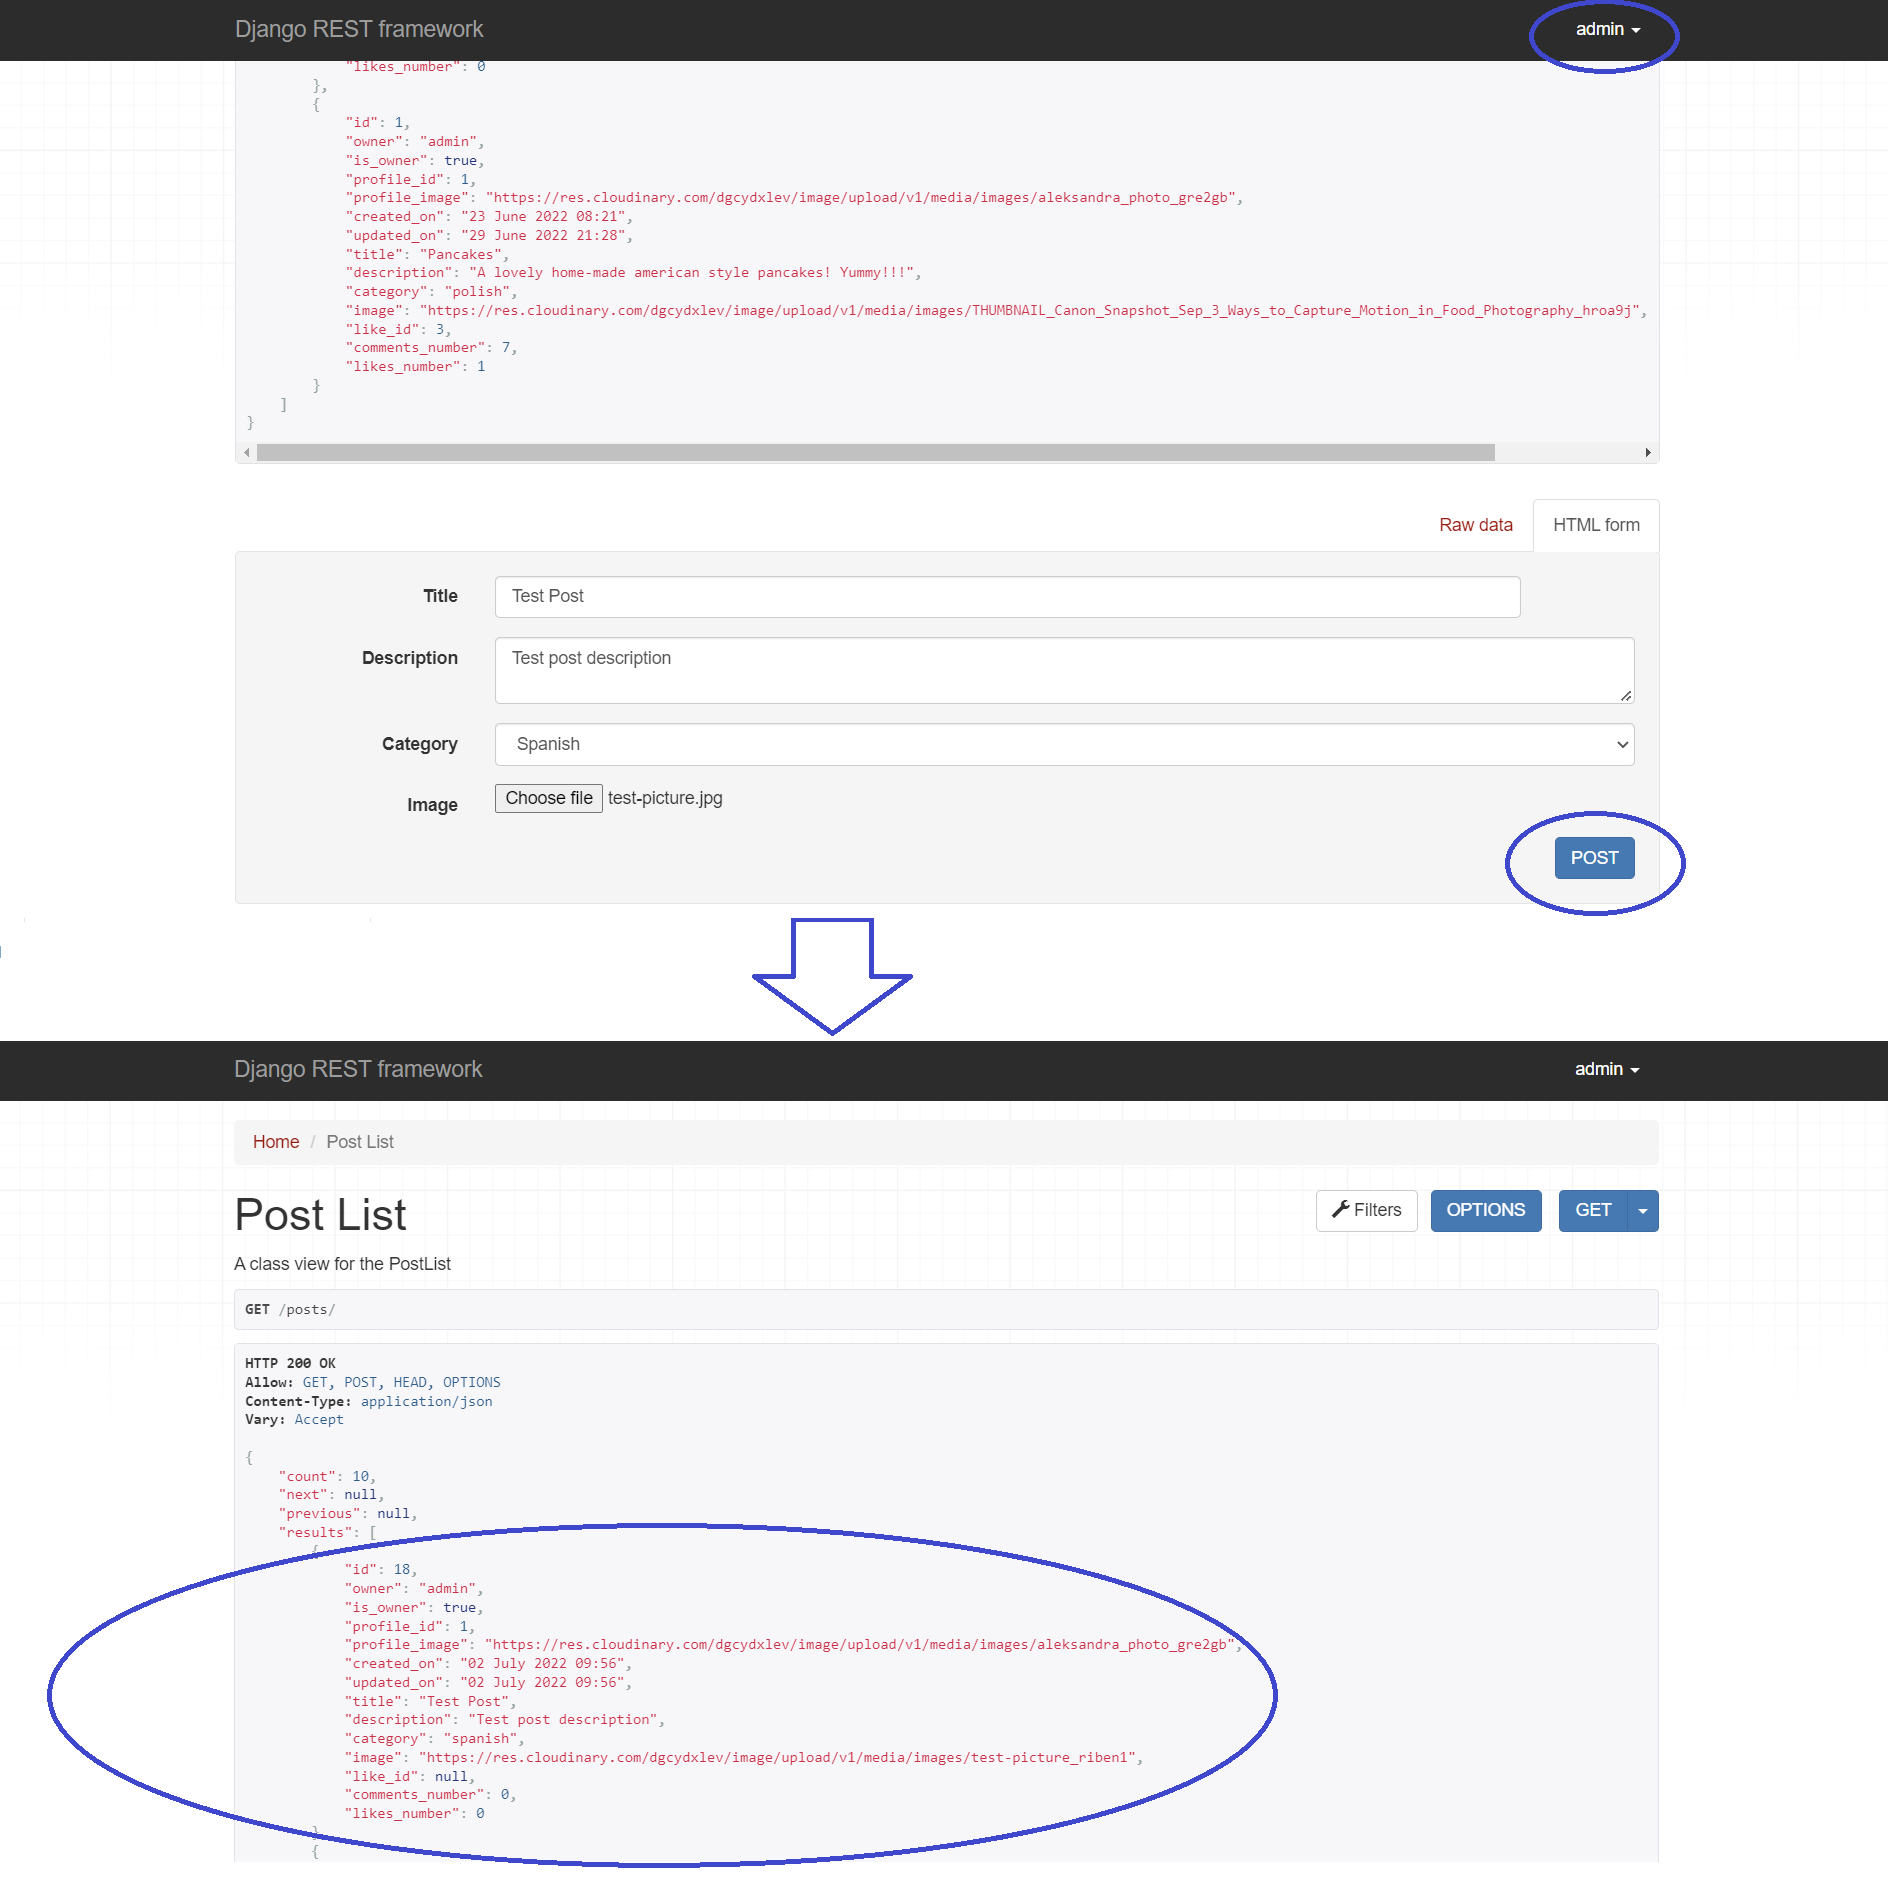 Django REST framework
admin
"likes_number": 0
},
{
"id": 1,
"owner": "admin",
"is_owner": true,
"profile_id": 1,
"profile_image": "https://res.cloudinary.com/dgcydxlev/image/upload/v1/media/images/aleksandra_photo_gre2gb",
"created_on": "23 June 2022 08:21",
"updated_on": "29 June 2022 21:28",
"title": "Pancakes",
"description": "A lovely home-made american style pancakes! Yummy!!!",
"category": "polish",
"image": "https://res.cloudinary.com/dgcydxlev/image/upload/v1/media/images/THUMBNAIL_Canon_Snapshot_Sep_3_Ways_to_Capture_Motion_in_Food_Photography_hroa9j",
"like_id": 3,
"comments_number": 7,
"likes_number": 1
}
]
}
Raw data
HTML form
Title
Test Post
Description
Test post description
Category
Spanish
Image
Choose file test-picture.jpg
POST
Django REST framework
admin
Home / Post List
Post List
Filters
OPTIONS
GET
A class view for the PostList
GET /posts/
HTTP 200 OK
Allow: GET, POST, HEAD, OPTIONS
Content-Type: application/json
Vary: Accept
{
"count": 10,
"next": null,
"previous": null,
"results": [
{
"id": 18,
"owner": "admin",
"is_owner": true,
"profile_id": 1,
"profile_image": "https://res.cloudinary.com/dgcydxlev/image/upload/v1/media/images/aleksandra_photo_gre2gb",
"created_on": "02 July 2022 09:56",
"updated_on": "02 July 2022 09:56",
"title": "Test Post",
"description": "Test post description",
"category": "spanish",
"image": "https://res.cloudinary.com/dgcydxlev/image/upload/v1/media/images/test-picture_riben1",
"like_id": null,
"comments_number": 0,
"likes_number": 0
}
{